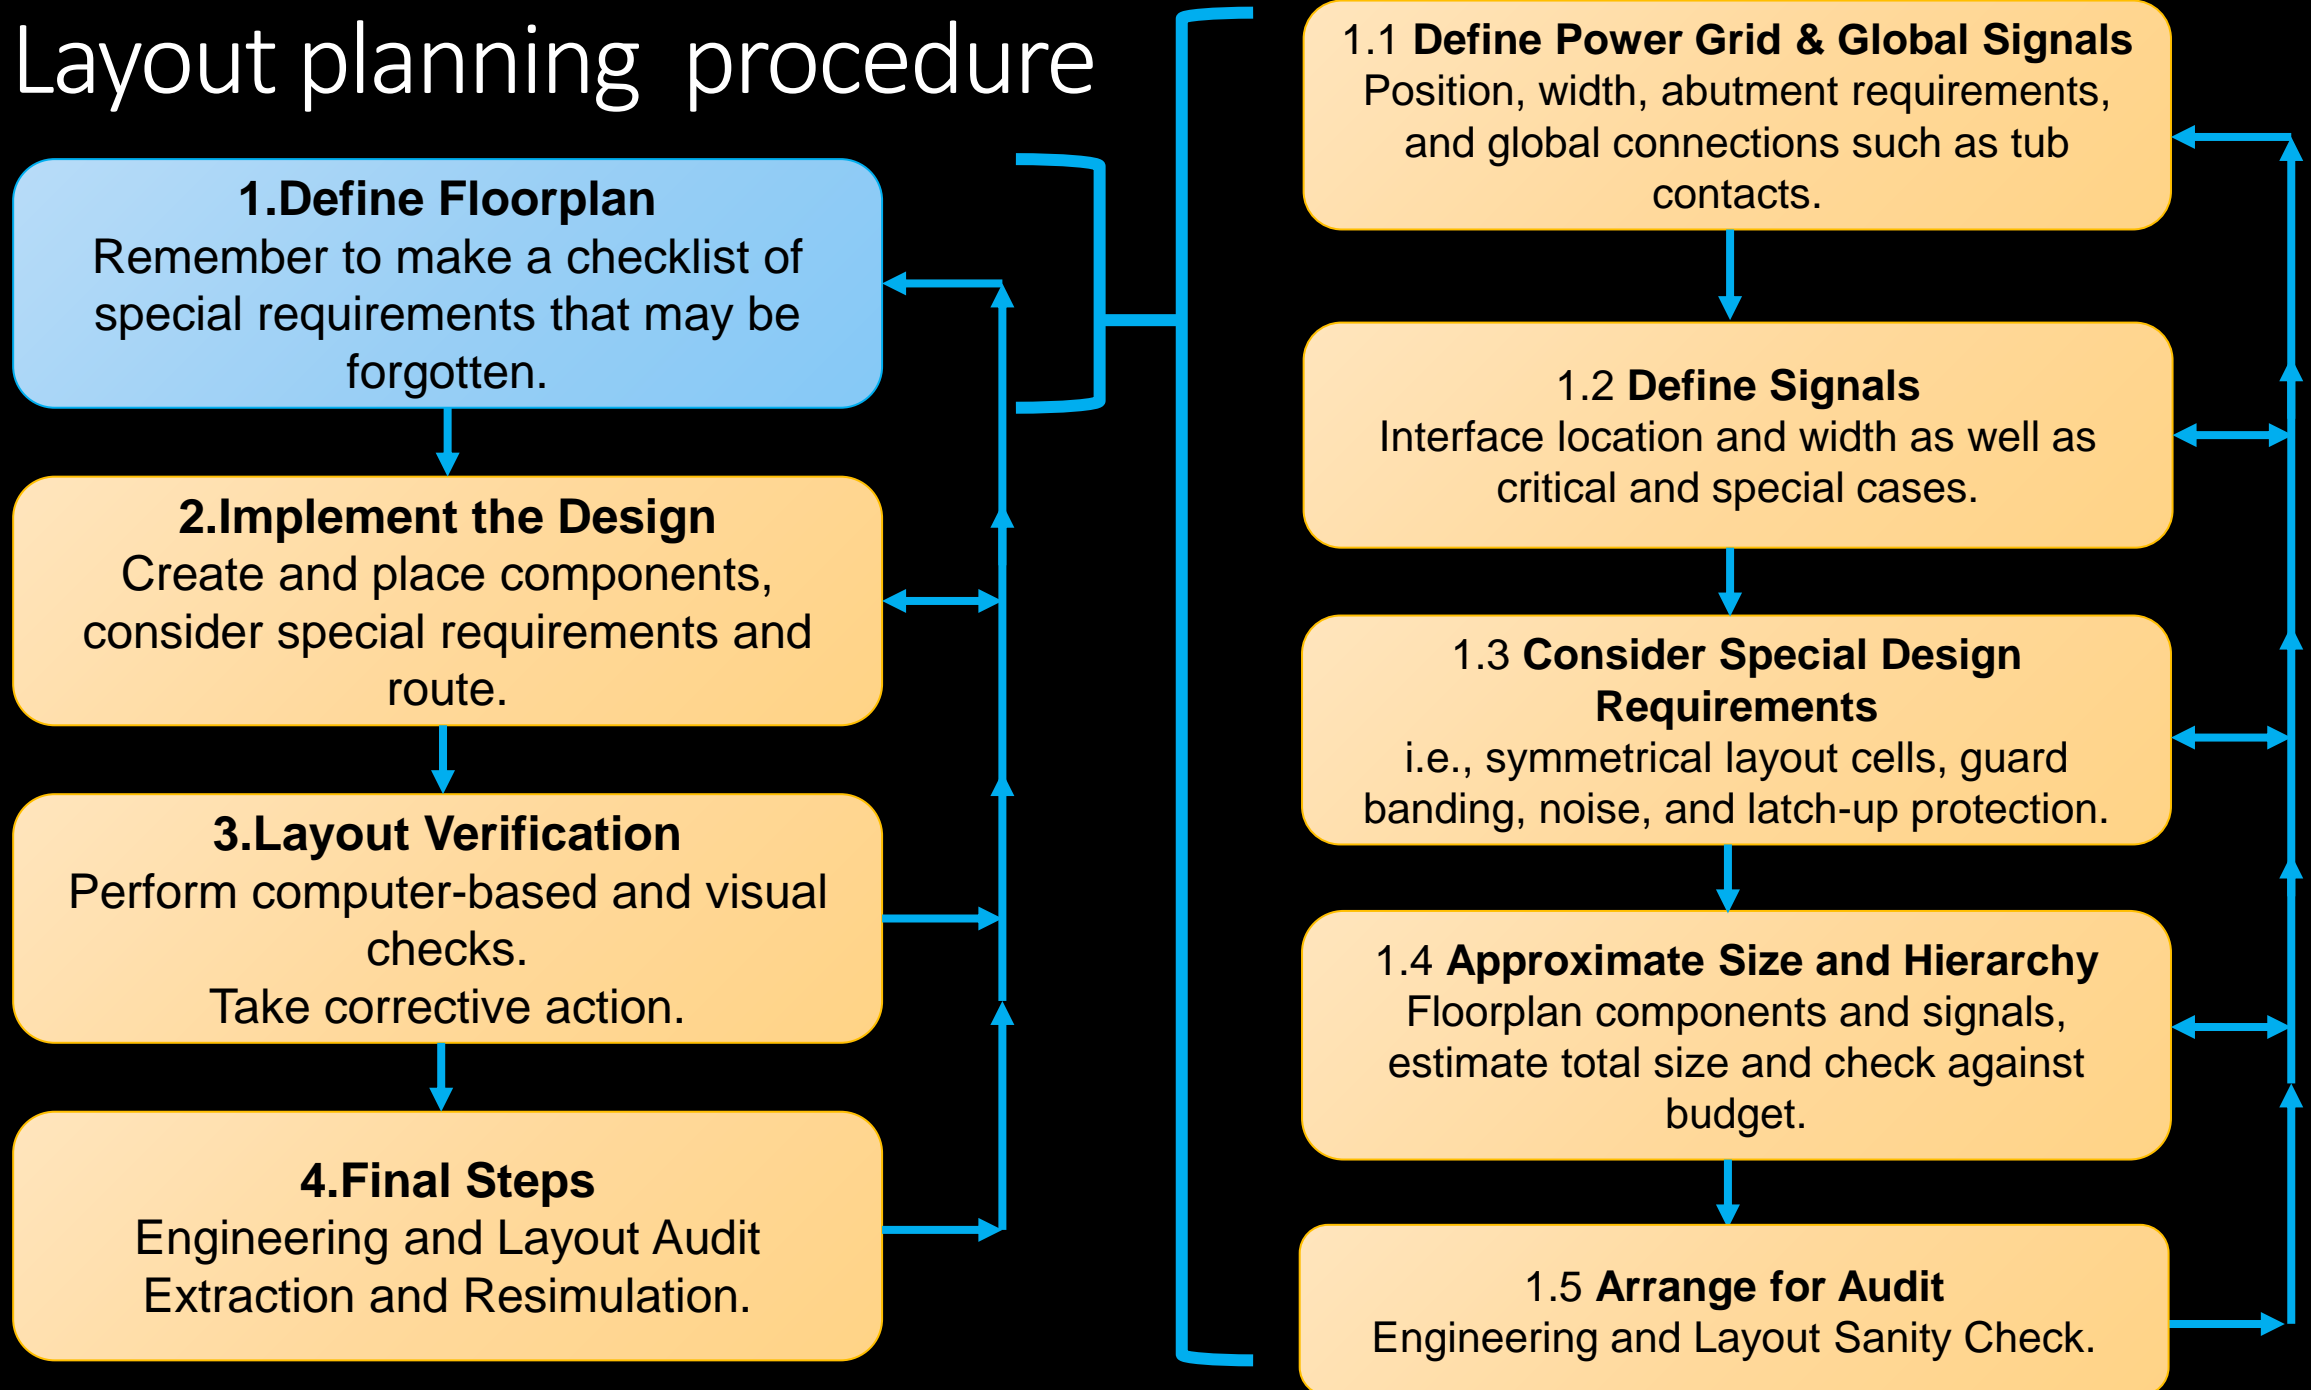 Layout planning procedure
1.Define Floorplan
Remember to make a checklist of
special requirements that may be
forgotten.
2.Implement the Design
Create and place components,
consider special requirements and
route.
3.Layout Verification
Perform computer-based and visual
checks.
Take corrective action.
4.Final Steps
Engineering and Layout Audit
Extraction and Resimulation.
1.1 Define Power Grid & Global Signals
Position, width, abutment requirements,
and global connections such as tub
contacts.
1.2 Define Signals
Interface location and width as well as
critical and special cases.
1.3 Consider Special Design
Requirements
i.e., symmetrical layout cells, guard
banding, noise, and latch-up protection.
1.4 Approximate Size and Hierarchy
Floorplan components and signals,
estimate total size and check against
budget.
1.5 Arrange for Audit
Engineering and Layout Sanity Check.